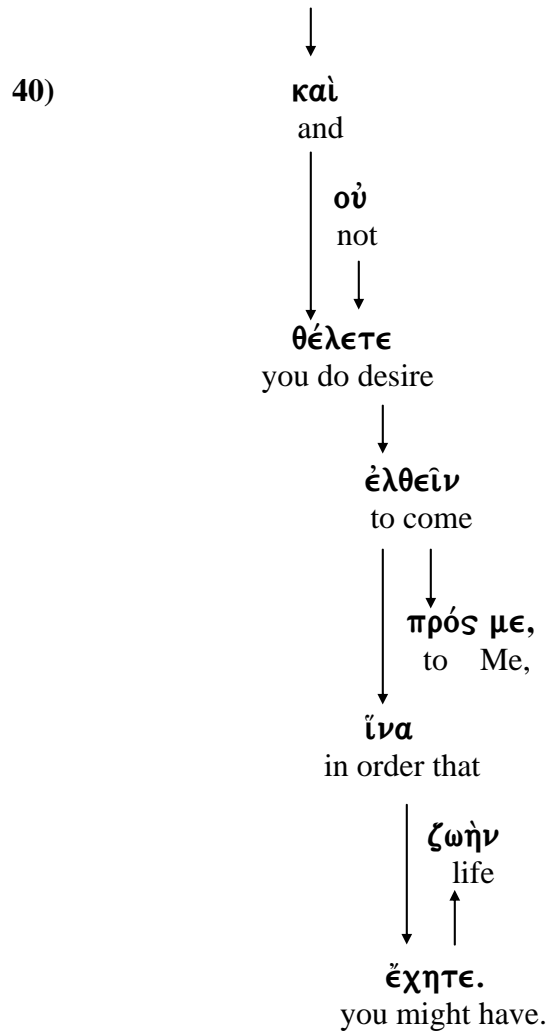 40) καὶ
and
οὐ
not
θέλετε
you do desire
ἐλθεῖν
to come
πρός με,
to Me,
ἵνα
in order that
ζωὴν
life
ἔχητε.
you might have.